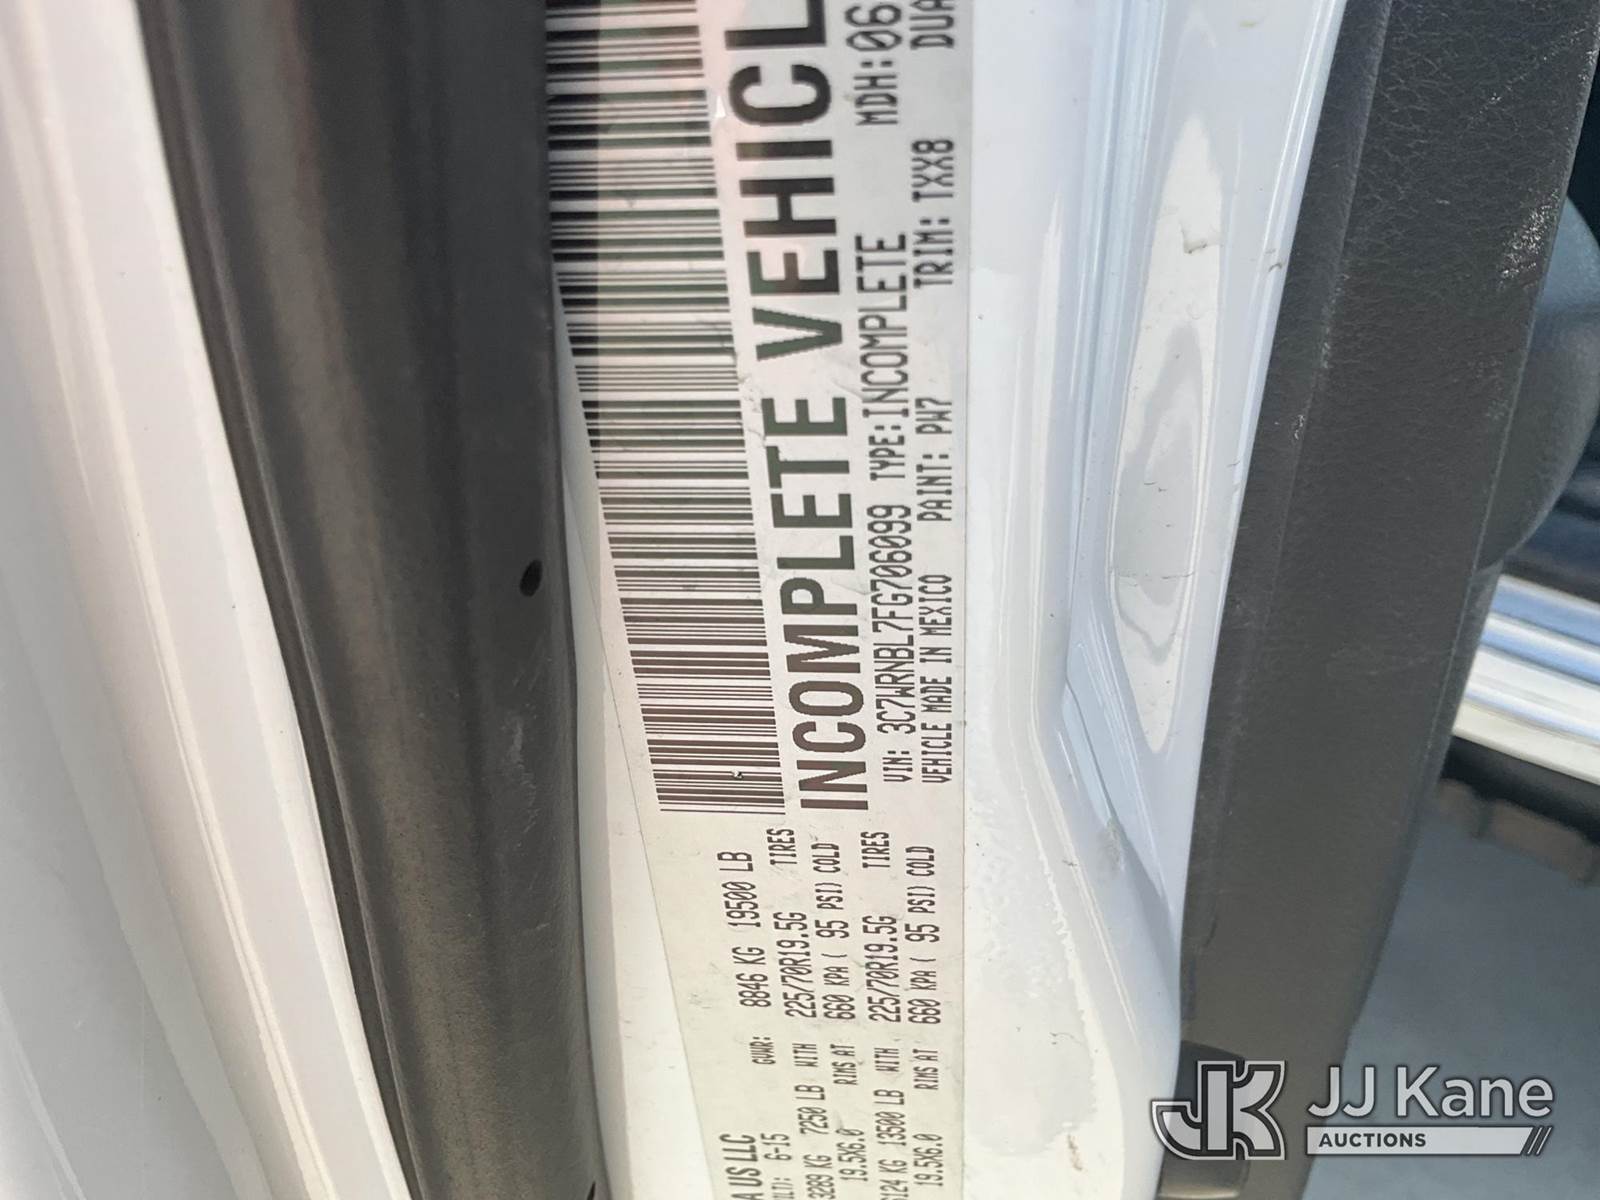 A US LLC
GVWR: 8846 KG 19500 LB
6-15
3289 KG 7250 LB WITH 225/70R19.5G TIRES
19.5X6.0 RIMS AT 660 KPA ( 95 PSI) COLD
6124 KG 13500 LB WITH 225/70R19.5G TIRES
19.5X6.0 RIMS AT 660 KPA ( 95 PSI) COLD
INCOMPLETE VEHICL
VIN: 3C7WRNBL7FG706099 TYPE:INCOMPLETE MDH:06
VEHICLE MADE IN MEXICO PAINT: PW7 TRIM: TXX8 DUA
JK JJ Kane
AUCTIONS